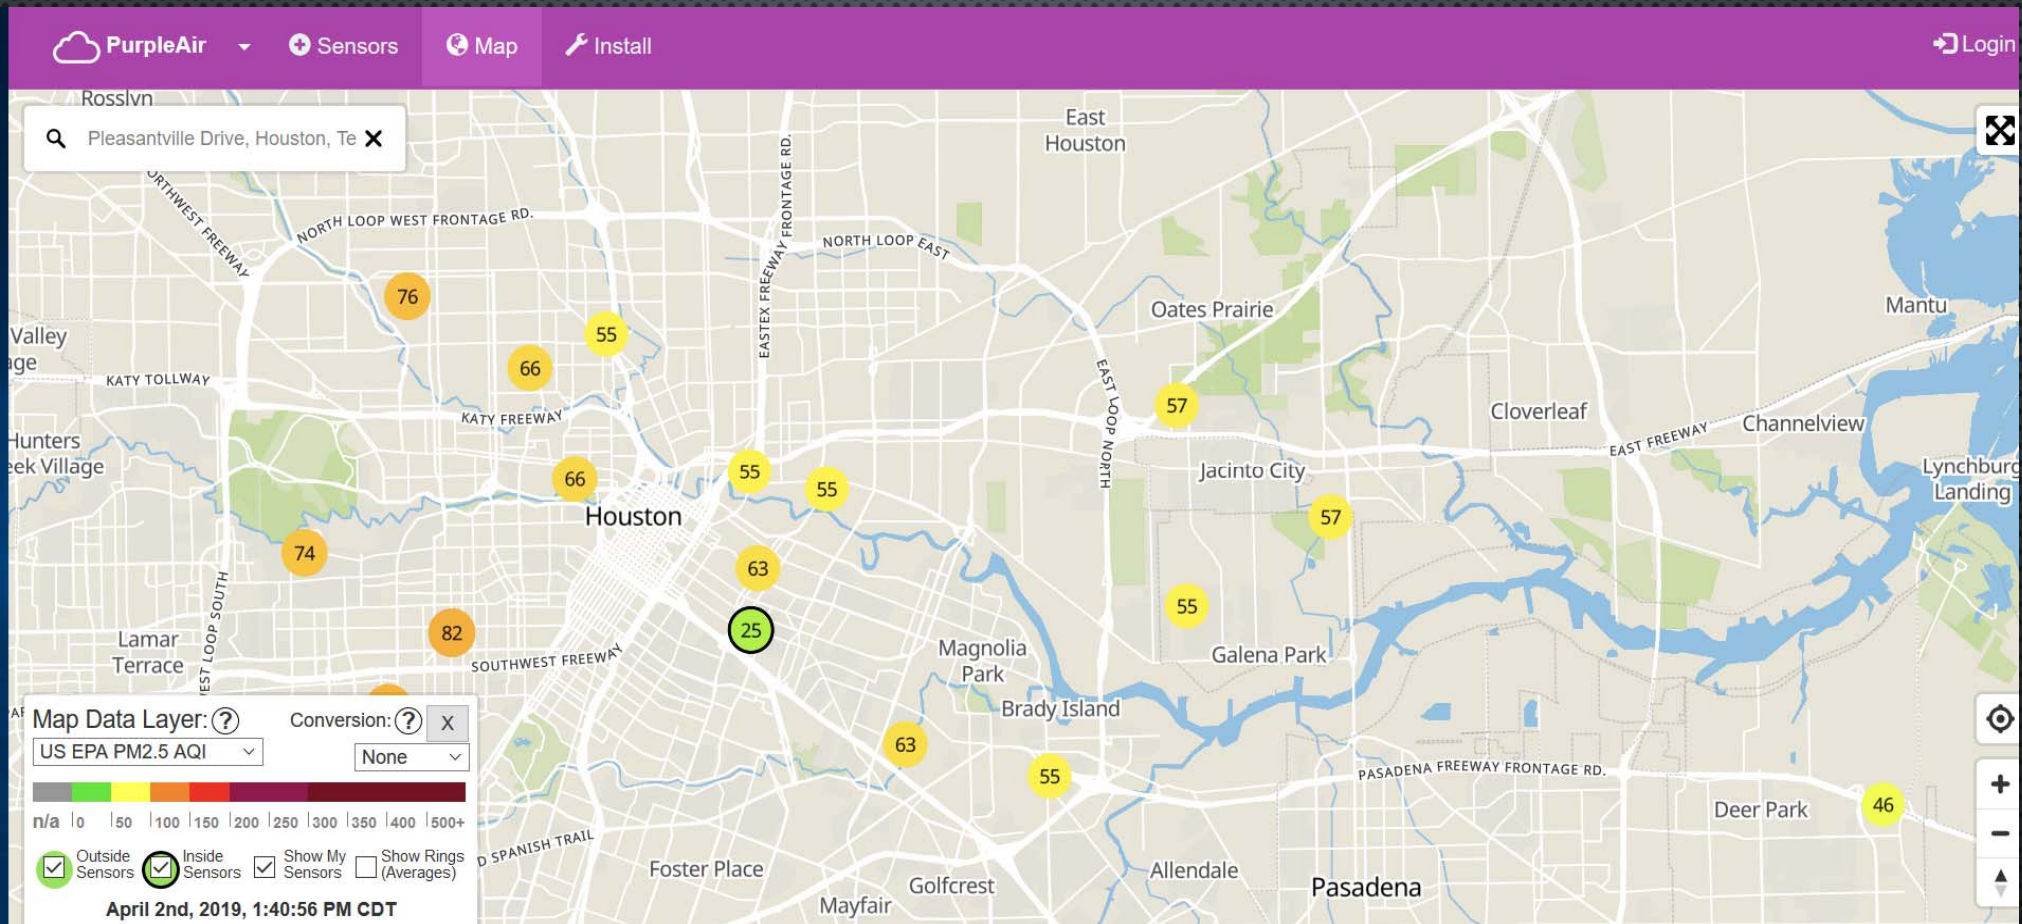 PurpleAir
Sensors
Map
Install
Login
Rosslyn
Pleasantville Drive, Houston, Te
East
Houston
ORTHWEST FREEWAY
NORTH LOOP WEST FRONTAGE RD.
EASTEX FREEWAY FRONTAGE RD.
NORTH LOOP EAST
76
55
66
Valley
age
KATY TOLLWAY
KATY FREEWAY
Oates Prairie
Mantu
EAST LOOP NORTH
57
Cloverleaf
Channelview
EAST FREEWAY
Hunters
eek Village
66
55
55
Jacinto City
Lynchburg
Landing
Houston
57
74
63
82
25
55
Lamar
Terrace
EST LOOP SOUTH
SOUTHWEST FREEWAY
Magnolia
Park
Galena Park
Brady Island
63
55
PASADENA FREEWAY FRONTAGE RD.
Deer Park
46
D SPANISH TRAIL
Foster Place
Golfcrest
Mayfair
Allendale
Pasadena
Map Data Layer: ?
Conversion: ?
X
US EPA PM2.5 AQI
None
n/a 0 50 100 150 200 250 300 350 400 500+
Outside
Sensors
Inside
Sensors
Show My
Sensors
Show Rings
(Averages)
April 2nd, 2019, 1:40:56 PM CDT